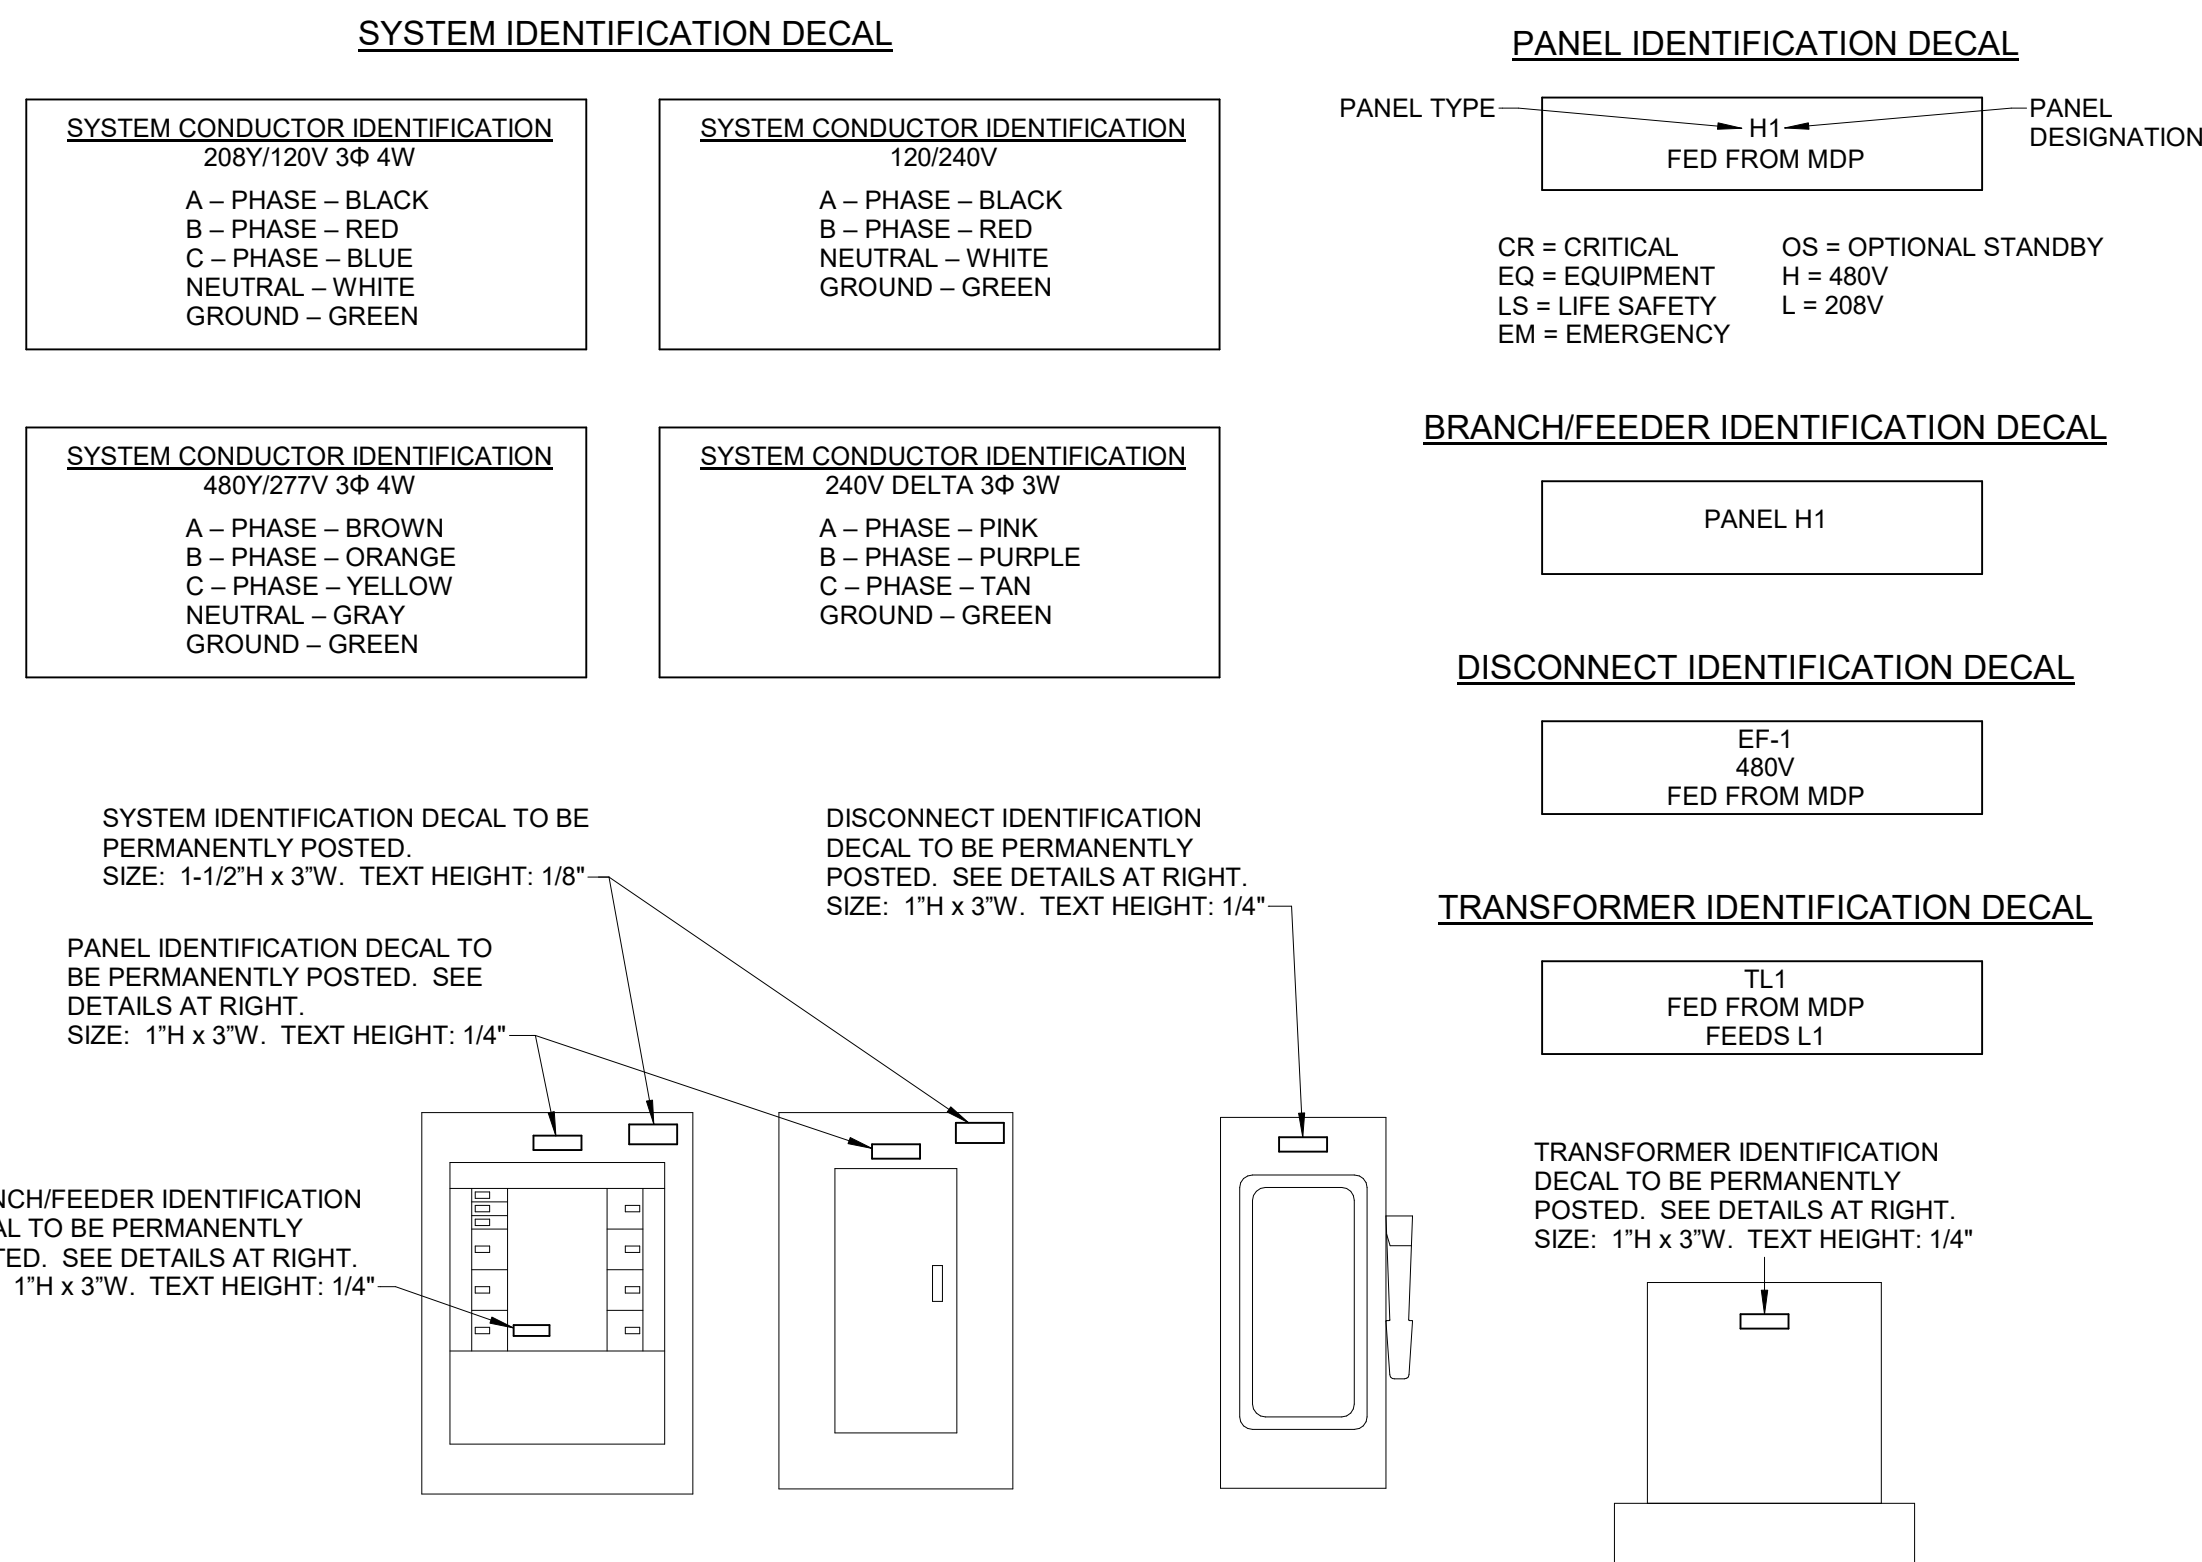 SYSTEM IDENTIFICATION DECAL
SYSTEM CONDUCTOR IDENTIFICATION
208Y/120V 3Φ 4W
A – PHASE – BLACK
B – PHASE – RED
C – PHASE – BLUE
NEUTRAL – WHITE
GROUND – GREEN
SYSTEM CONDUCTOR IDENTIFICATION
120/240V
A – PHASE – BLACK
B – PHASE – RED
NEUTRAL – WHITE
GROUND – GREEN
SYSTEM CONDUCTOR IDENTIFICATION
480Y/277V 3Φ 4W
A – PHASE – BROWN
B – PHASE – ORANGE
C – PHASE – YELLOW
NEUTRAL – GRAY
GROUND – GREEN
SYSTEM CONDUCTOR IDENTIFICATION
240V DELTA 3Φ 3W
A – PHASE – PINK
B – PHASE – PURPLE
C – PHASE – TAN
GROUND – GREEN
PANEL IDENTIFICATION DECAL
PANEL TYPE
H1
FED FROM MDP
PANEL
DESIGNATION
CR = CRITICAL
EQ = EQUIPMENT
LS = LIFE SAFETY
EM = EMERGENCY
OS = OPTIONAL STANDBY
H = 480V
L = 208V
BRANCH/FEEDER IDENTIFICATION DECAL
PANEL H1
DISCONNECT IDENTIFICATION DECAL
EF-1
480V
FED FROM MDP
TRANSFORMER IDENTIFICATION DECAL
TL1
FED FROM MDP
FEEDS L1
SYSTEM IDENTIFICATION DECAL TO BE
PERMANENTLY POSTED.
SIZE: 1-1/2”H x 3”W. TEXT HEIGHT: 1/8"
PANEL IDENTIFICATION DECAL TO
BE PERMANENTLY POSTED. SEE
DETAILS AT RIGHT.
SIZE: 1”H x 3”W. TEXT HEIGHT: 1/4"
DISCONNECT IDENTIFICATION
DECAL TO BE PERMANENTLY
POSTED. SEE DETAILS AT RIGHT.
SIZE: 1”H x 3”W. TEXT HEIGHT: 1/4"
NCH/FEEDER IDENTIFICATION
AL TO BE PERMANENTLY
TED. SEE DETAILS AT RIGHT.
1”H x 3”W. TEXT HEIGHT: 1/4"
TRANSFORMER IDENTIFICATION
DECAL TO BE PERMANENTLY
POSTED. SEE DETAILS AT RIGHT.
SIZE: 1”H x 3”W. TEXT HEIGHT: 1/4"